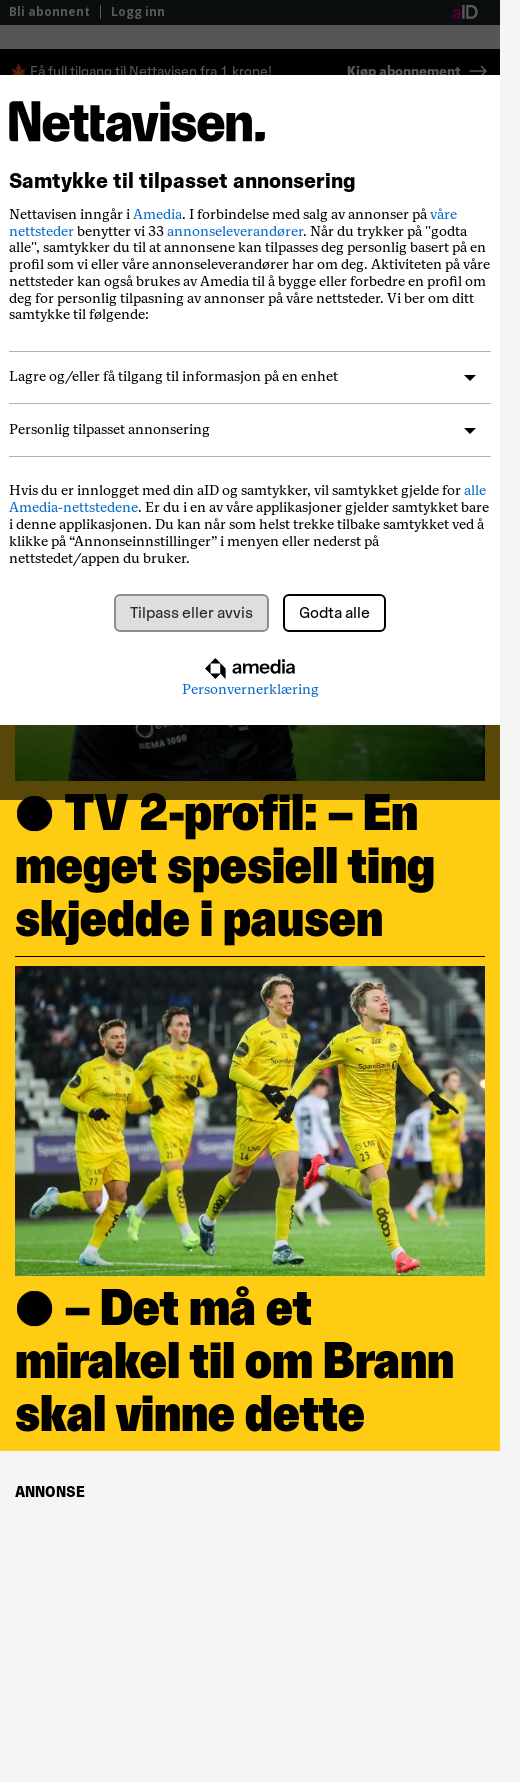 Bli abonnent | Logg inn
aID
🍁 Få full tilgang til Nettavisen fra 1 krone!
Kjøp abonnement →
Nettavisen.
Samtykke til tilpasset annonsering
Nettavisen inngår i Amedia. I forbindelse med salg av annonser på våre
nettsteder benytter vi 33 annonseleverandører. Når du trykker på "godta
alle", samtykker du til at annonsene kan tilpasses deg personlig basert på en
profil som vi eller våre annonseleverandører har om deg. Aktiviteten på våre
nettsteder kan også brukes av Amedia til å bygge eller forbedre en profil om
deg for personlig tilpasning av annonser på våre nettsteder. Vi ber om ditt
samtykke til følgende:
Lagre og/eller få tilgang til informasjon på en enhet
Personlig tilpasset annonsering
Hvis du er innlogget med din aID og samtykker, vil samtykket gjelde for alle
Amedia-nettstedene. Er du i en av våre applikasjoner gjelder samtykket bare
i denne applikasjonen. Du kan når som helst trekke tilbake samtykket ved å
klikke på “Annonseinnstillinger” i menyen eller nederst på
nettstedet/appen du bruker.
Tilpass eller avvis
Godta alle
amedia
Personvernerklæring
REMA 1000
● TV 2-profil: – En
meget spesiell ting
skjedde i pausen
77
21
LNG
14
LNG
23
coop
● – Det må et
mirakel til om Brann
skal vinne dette
ANNONSE